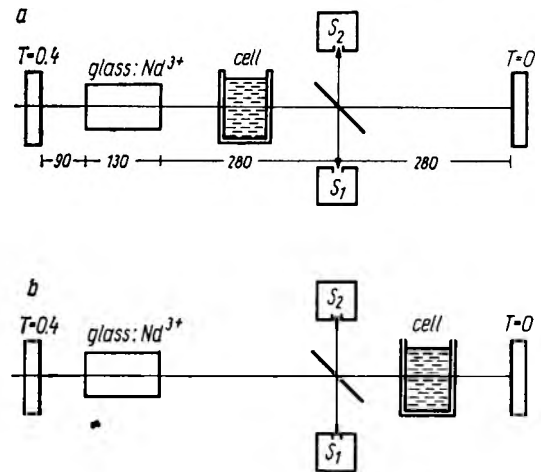 a
T=0.4
glass: Nd³⁺
cell
S₂
T=0
90
130
280
280
S₁
b
T=0.4
glass: Nd³⁺
S₂
cell
T=0
S₁